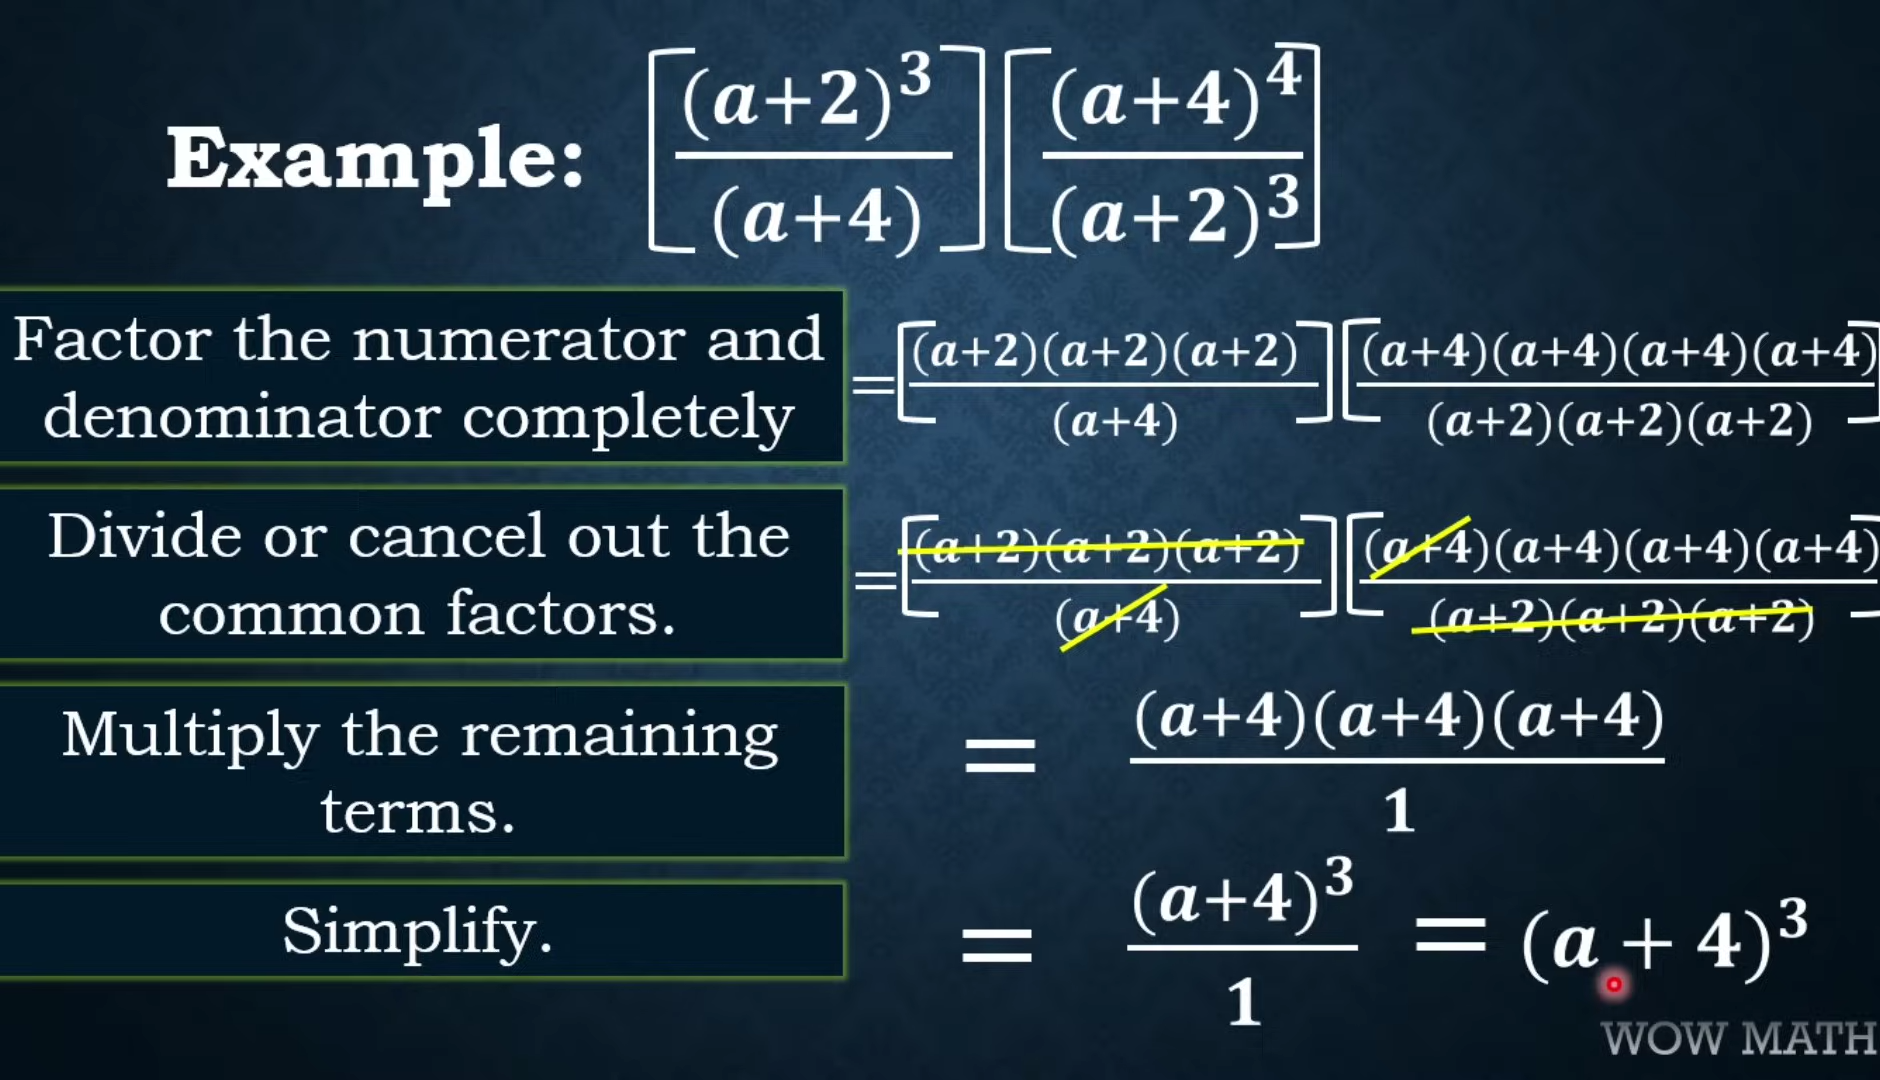 Example: [(a+2)³/(a+4)] [(a+4)⁴/(a+2)³]
Factor the numerator and
denominator completely
= [(a+2)(a+2)(a+2)/(a+4)] [(a+4)(a+4)(a+4)(a+4)/(a+2)(a+2)(a+2)]
Divide or cancel out the
common factors.
= [(a+2)(a+2)(a+2)/(a+4)] [(a+4)(a+4)(a+4)(a+4)/(a+2)(a+2)(a+2)]
Multiply the remaining
terms.
= (a+4)(a+4)(a+4)/1
Simplify.
= (a+4)³/1 = (a + 4)³
WOW MATH